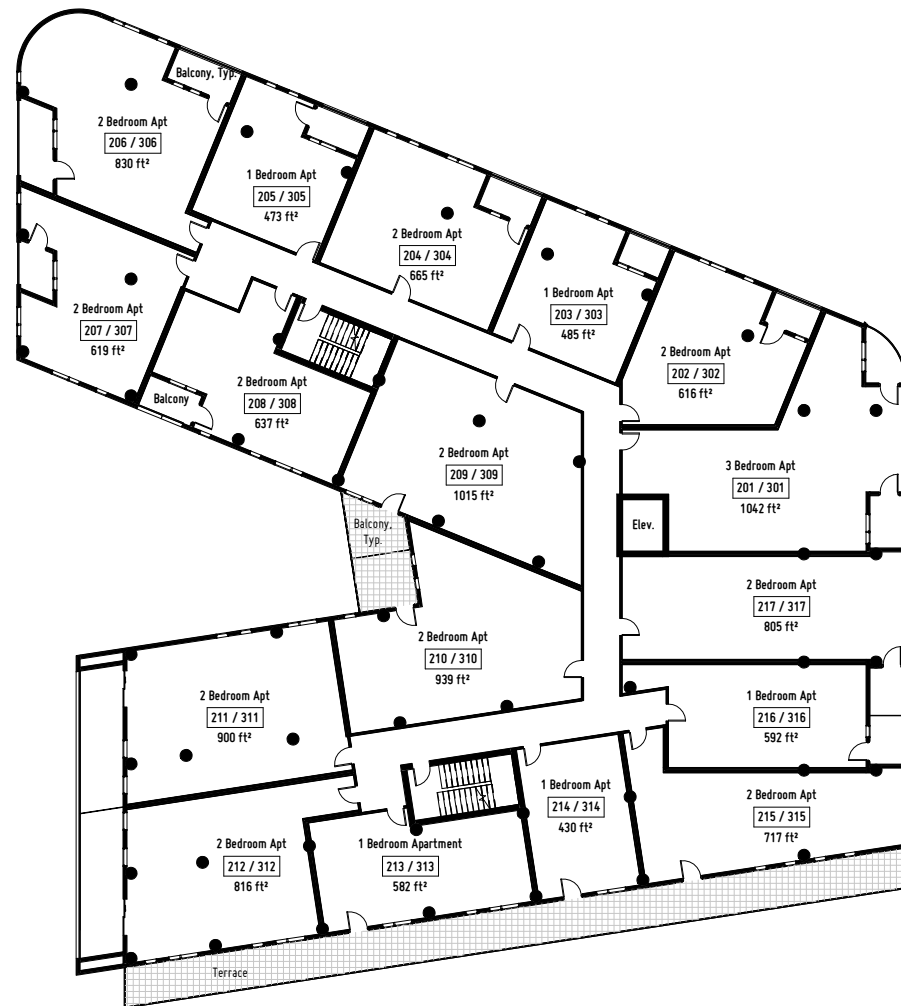 Balcony, Typ.
2 Bedroom Apt
206 / 306
830 ft²
1 Bedroom Apt
205 / 305
473 ft²
2 Bedroom Apt
204 / 304
665 ft²
1 Bedroom Apt
203 / 303
485 ft²
2 Bedroom Apt
207 / 307
619 ft²
2 Bedroom Apt
202 / 302
616 ft²
2 Bedroom Apt
208 / 308
637 ft²
Balcony
2 Bedroom Apt
209 / 309
1015 ft²
3 Bedroom Apt
201 / 301
1042 ft²
Elev.
Balcony,
Typ.
2 Bedroom Apt
217 / 317
805 ft²
2 Bedroom Apt
210 / 310
939 ft²
2 Bedroom Apt
211 / 311
900 ft²
1 Bedroom Apt
216 / 316
592 ft²
1 Bedroom Apt
214 / 314
430 ft²
2 Bedroom Apt
215 / 315
717 ft²
2 Bedroom Apt
212 / 312
816 ft²
1 Bedroom Apartment
213 / 313
582 ft²
Terrace